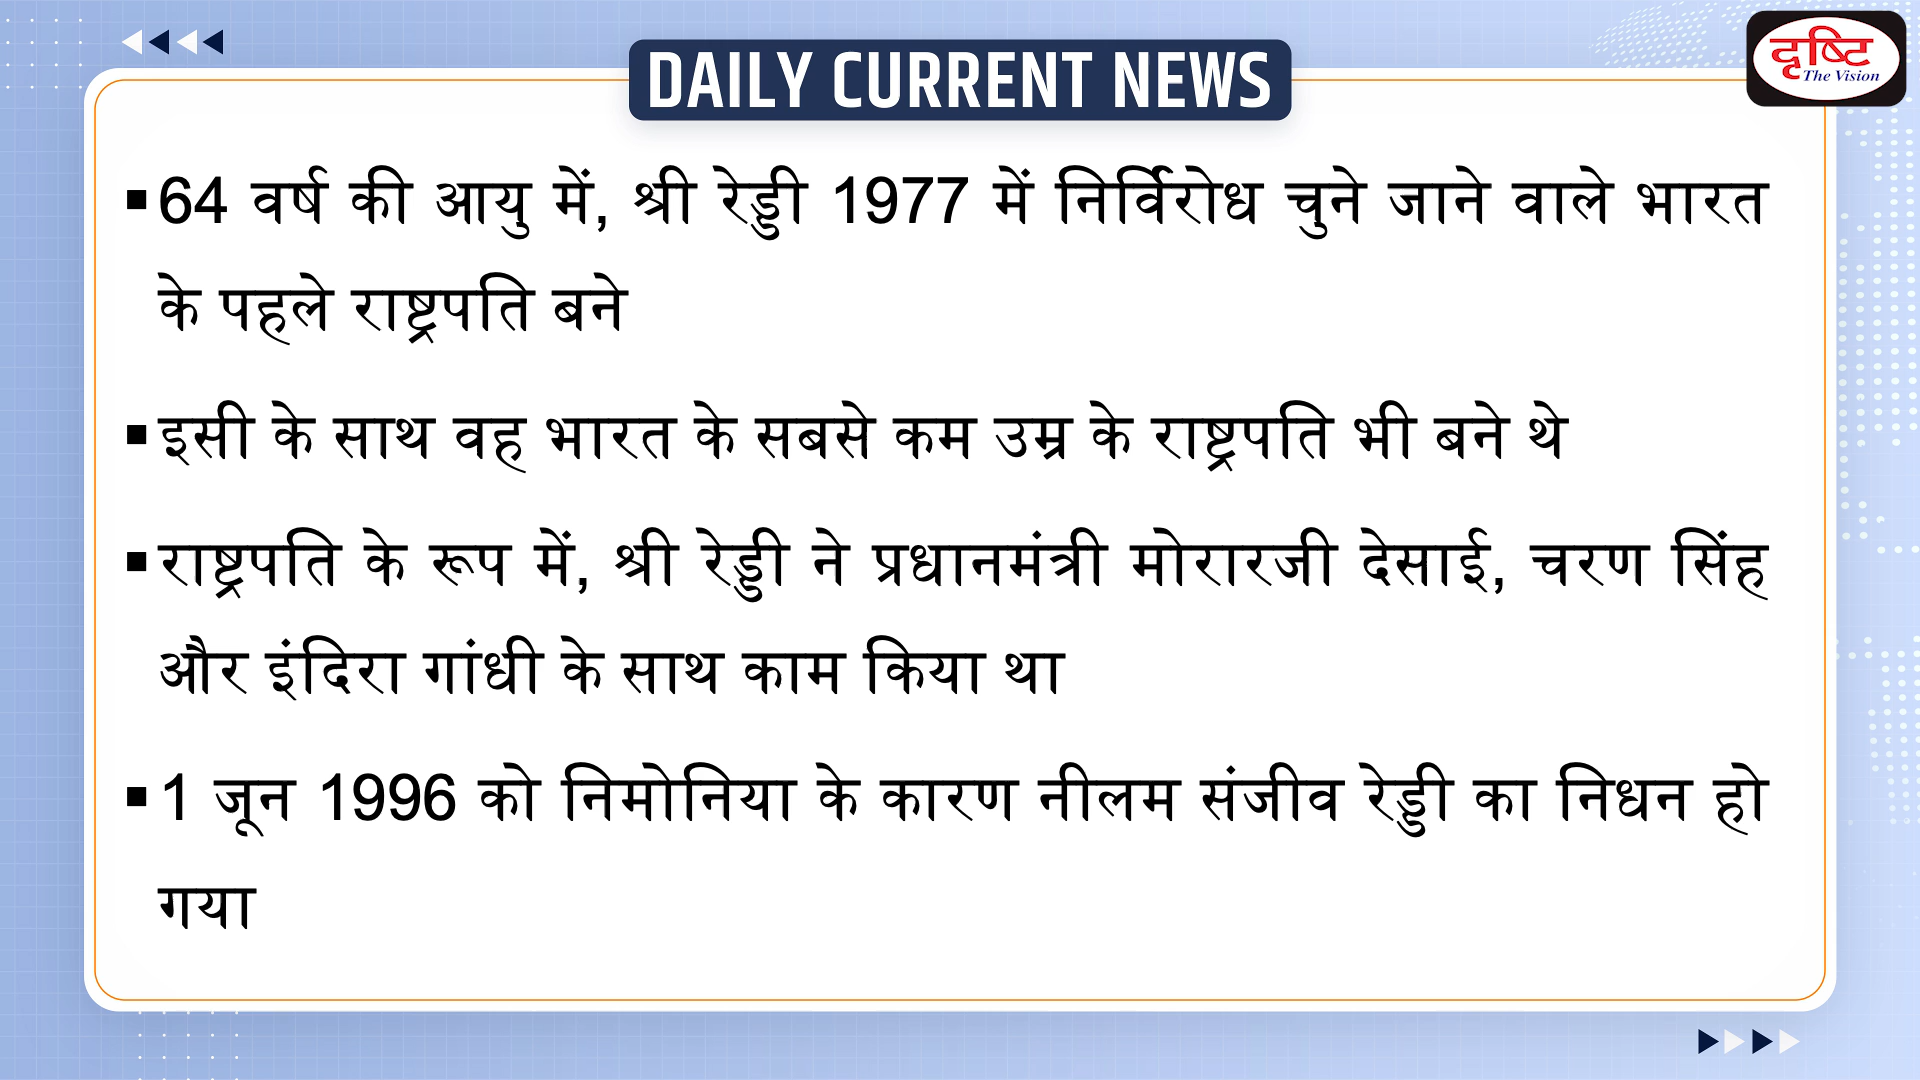 DAILY CURRENT NEWS
दृष्टि
The Vision
▪64 वर्ष की आयु में, श्री रेड्डी 1977 में निर्विरोध चुने जाने वाले भारत
के पहले राष्ट्रपति बने
▪इसी के साथ वह भारत के सबसे कम उम्र के राष्ट्रपति भी बने थे
▪राष्ट्रपति के रूप में, श्री रेड्डी ने प्रधानमंत्री मोरारजी देसाई, चरण सिंह
और इंदिरा गांधी के साथ काम किया था
▪1 जून 1996 को निमोनिया के कारण नीलम संजीव रेड्डी का निधन हो
गया